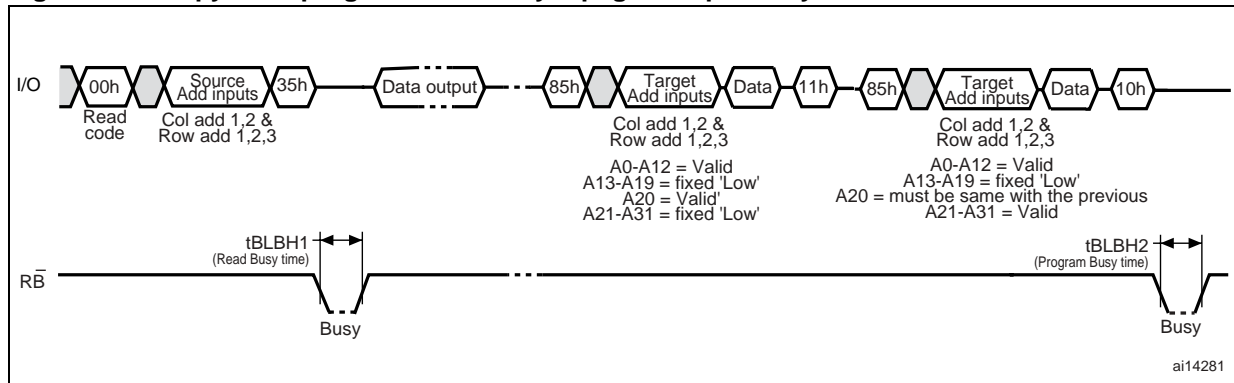 I/O
00h
Source
Add inputs
35h
Data output
85h
Target
Add inputs
Data
11h
85h
Target
Add inputs
Data
10h
Read
code
Col add 1,2 &
Row add 1,2,3
Col add 1,2 &
Row add 1,2,3
A0-A12 = Valid
A13-A19 = fixed 'Low'
A20 = Valid'
A21-A31 = fixed 'Low'
Col add 1,2 &
Row add 1,2,3
A0-A12 = Valid
A13-A19 = fixed 'Low'
A20 = must be same with the previous
A21-A31 = Valid
tBLBH1
(Read Busy time)
tBLBH2
(Program Busy time)
RB̅
Busy
Busy
ai14281